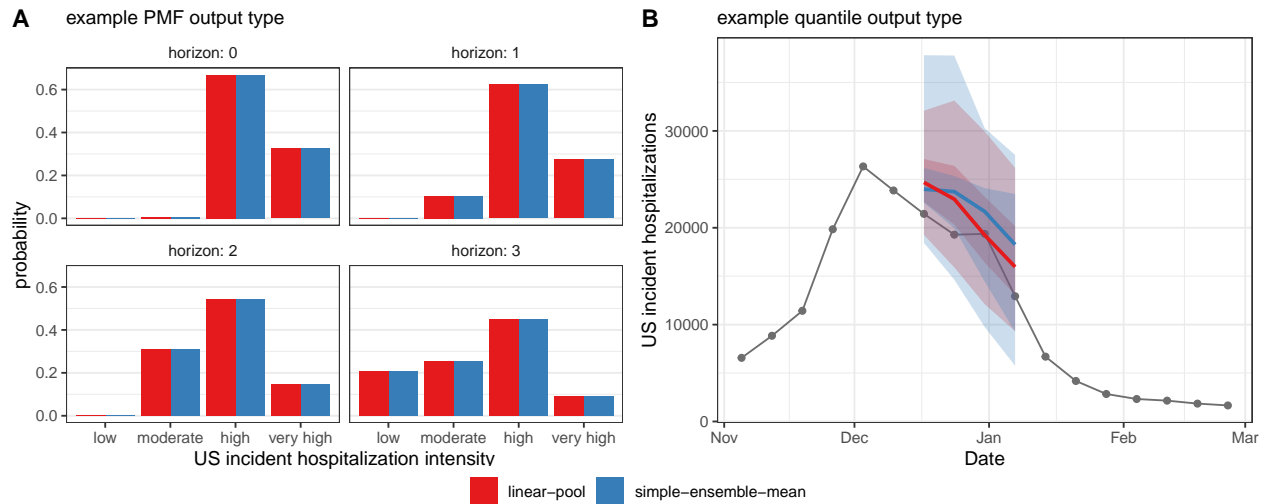 A example PMF output type
horizon: 0
horizon: 1
0.6
0.4
0.2
0.0
horizon: 2
horizon: 3
0.6
0.4
0.2
0.0
probability
low moderate high very high
low moderate high very high
US incident hospitalization intensity
B example quantile output type
30000
20000
10000
0
US incident hospitalizations
Nov Dec Jan Feb Mar
Date
linear−pool simple−ensemble−mean